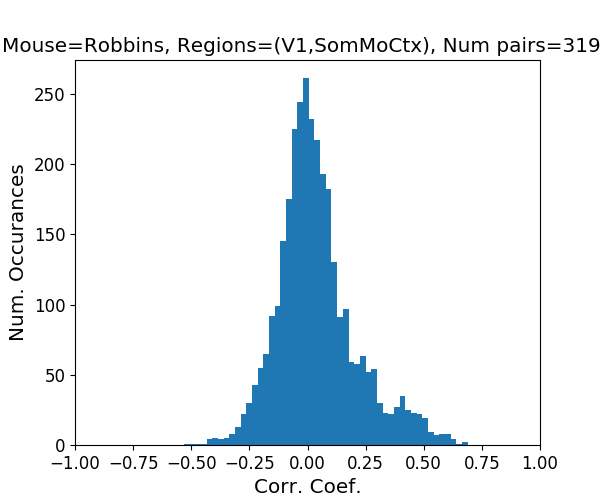 Mouse=Robbins, Regions=(V1,SomMoCtx), Num pairs=319
Num. Occurances
250
200
150
100
50
0
−1.00 −0.75 −0.50 −0.25 0.00 0.25 0.50 0.75 1.00
Corr. Coef.